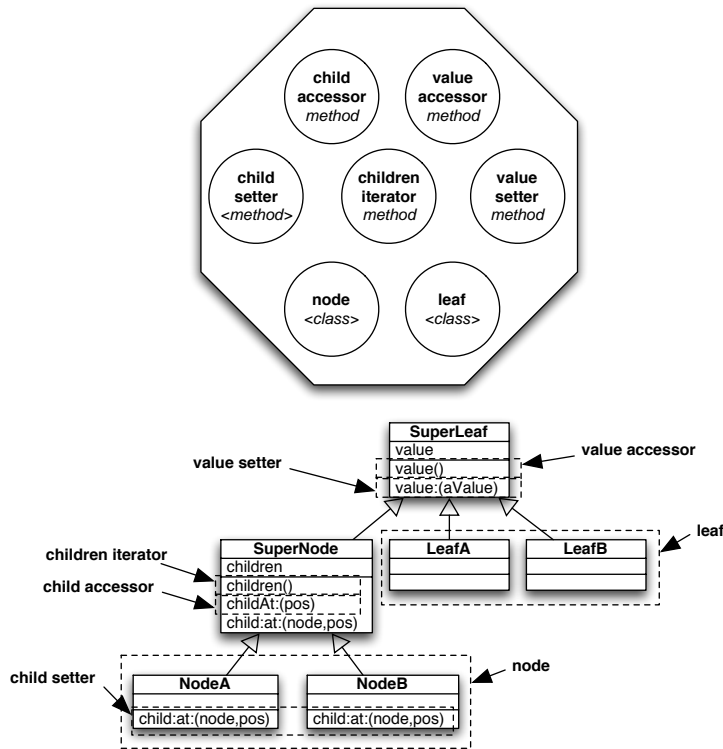 child
accessor
method
value
accessor
method
child
setter
<method>
children
iterator
method
value
setter
method
node
<class>
leaf
<class>
SuperLeaf
value
value()
value:(aValue)
value setter
value accessor
SuperNode
children
children()
childAt:(pos)
child:at:(node,pos)
children iterator
child accessor
LeafA
LeafB
leaf
NodeA
child:at:(node,pos)
NodeB
child:at:(node,pos)
child setter
node